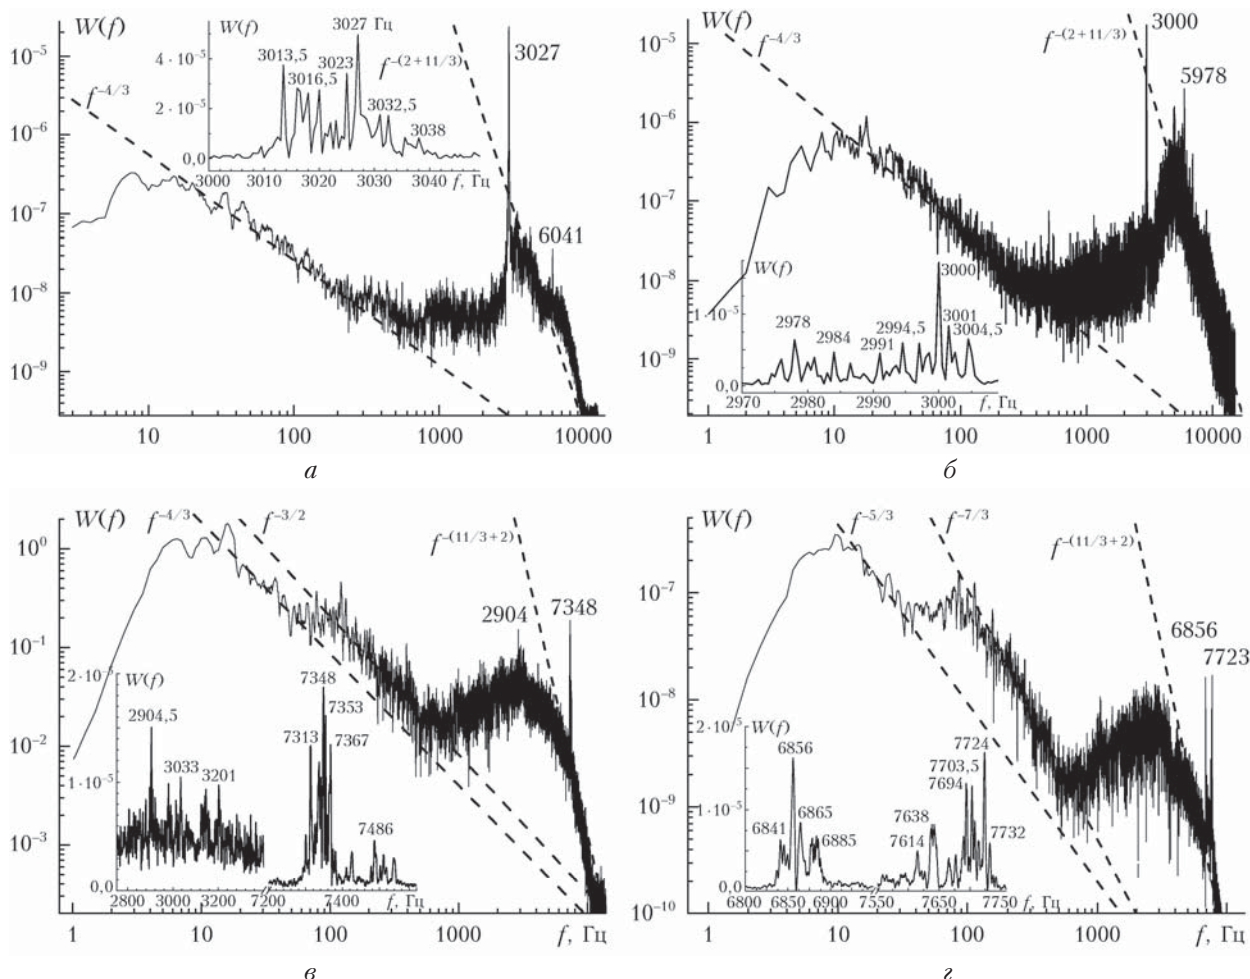 W(f)
10⁻⁵
10⁻⁶
10⁻⁷
10⁻⁸
10⁻⁹
f⁻⁴/³
f⁻⁽²⁺¹¹/³⁾
3027
6041
10 100 1000 10000
W(f)
3027 Гц
4 · 10⁻⁵
2 · 10⁻⁵
0,0
3013,5
3016,5
3023
3032,5
3038
3000 3010 3020 3030 3040 f, Гц
а
W(f)
10⁻⁵
10⁻⁶
10⁻⁷
10⁻⁸
10⁻⁹
f⁻⁴/³
f⁻⁽²⁺¹¹/³⁾
3000
5978
1 10 100 1000 10000
W(f)
1·10⁻⁵
0,0
2978
2984
2991
2994,5
3000
3001
3004,5
2970 2980 2990 3000 f, Гц
б
W(f)
10⁰
10⁻¹
10⁻²
10⁻³
f⁻⁴/³
f⁻³/²
f⁻⁽¹¹/³⁺²⁾
2904
7348
1 10 100 1000 f, Гц
2·10⁻⁵
W(f)
1·10⁻⁵
0,0
2904,5
3033
3201
7313
7348
7353
7367
7486
2800 3000 3200 7200 7400 f, Гц
в
W(f)
10⁻⁷
10⁻⁸
10⁻⁹
10⁻¹⁰
f⁻⁵/³
f⁻⁷/³
f⁻⁽¹¹/³⁺²⁾
6856
7723
1 10 100 1000 f, Гц
2·10⁻⁵
W(f)
1·10⁻⁵
0,0
6841
6856
6865
6885
7614
7638
7694
7703,5
7724
7732
6800 6850 6900 7550 7650 7750 f, Гц
г